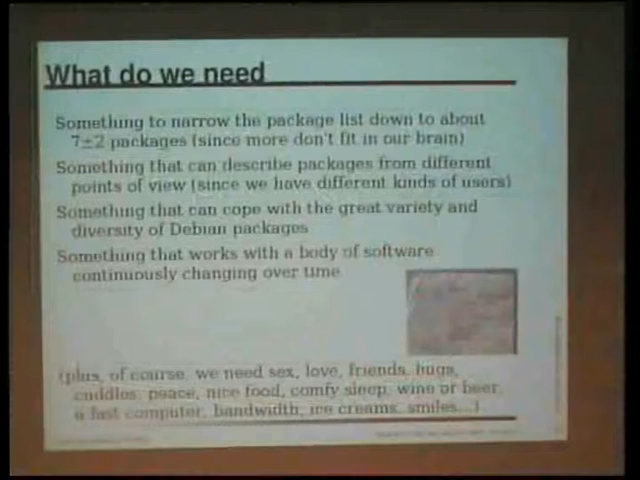 What do we need
Something to narrow the package list down to about
7±2 packages (since more don't fit in our brain)
Something that can describe packages from different
points of view (since we have different kinds of users)
Something that can cope with the great variety and
diversity of Debian packages
Something that works with a body of software
continuously changing over time
(plus, of course, we need sex, love, friends, hugs,
cuddles, peace, nice food, comfy sleep, wine or beer,
a fast computer, bandwidth, ice creams, smiles...)